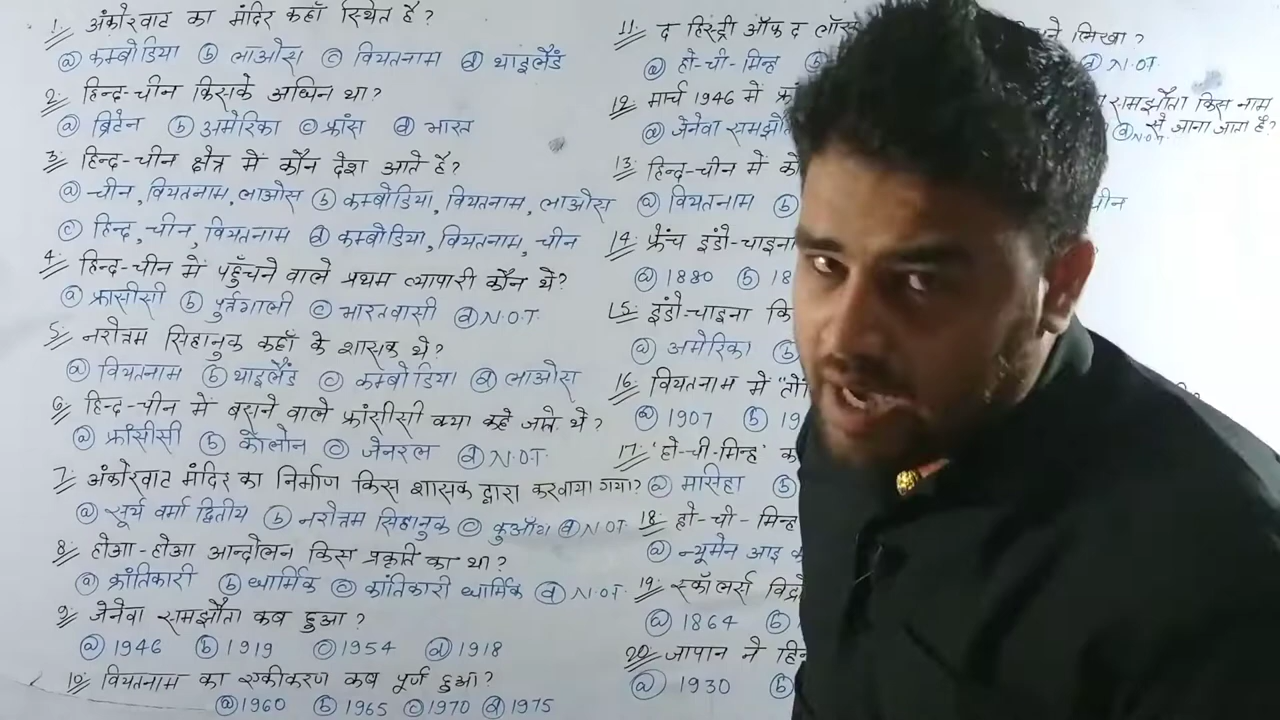 1. अंकोरवाट का मंदिर कहाँ स्थित है ?
ⓐ कम्बोडिया ⓑ लाओस ⓒ वियतनाम ⓓ थाइलैंड
2. हिन्द-चीन किसके अधिन था ?
ⓐ ब्रिटेन ⓑ अमेरिका ⓒ फ्रांस ⓓ भारत
3. हिन्द-चीन क्षेत्र में कौन देश आते है ?
ⓐ चीन, वियतनाम, लाओस ⓑ कम्बोडिया, वियतनाम, लाओस
ⓒ हिन्द, चीन, वियतनाम ⓓ कम्बोडिया, वियतनाम, चीन
4. हिन्द-चीन में पहुँचने वाले प्रथम व्यापारी कौन थे ?
ⓐ फ्रासीसी ⓑ पुर्तगाली ⓒ भारतवासी ⓓ N.O.T.
5. नरोत्तम सिहानुक कहाँ के शासक थे ?
ⓐ वियतनाम ⓑ थाइलैंड ⓒ कम्बोडिया ⓓ लाओस
6. हिन्द-चीन में बसने वाले फ्रांसीसी क्या कहे जाते थे ?
ⓐ फ्रांसीसी ⓑ कोलोन ⓒ जेनरल ⓓ N.O.T.
7. अंकोरवाट मंदिर का निर्माण किस शासक द्वारा करवाया गया?
ⓐ सूर्य वर्मा द्वितीय ⓑ नरोत्तम सिहानुक ⓒ कुआँग ⓓ N.O.T
8. होआ-होआ आन्दोलन किस प्रकृति का था ?
ⓐ क्रांतिकारी ⓑ धार्मिक ⓒ क्रांतिकारी धार्मिक ⓓ N.O.T.
9. जेनेवा समझौता कब हुआ ?
ⓐ 1946 ⓑ 1919 ⓒ 1954 ⓓ 1918
10. वियतनाम का एकीकरण कब पूर्ण हुआ ?
ⓐ 1960 ⓑ 1965 ⓒ 1970 ⓓ 1975
11. द हिस्ट्री ऑफ द लॉस ने लिखा ?
ⓐ हो-ची-मिन्ह ⓑ ⓓ N.O.T
12. मार्च 1946 में समझौता किस नाम
से जाना जाता है ?
ⓐ जेनेवा ⓓ N.O.T.
13. हिन्द-चीन में
ⓐ वियतनाम ⓑ चीन
14. फ्रेंच इंडो-चाइना
ⓐ 1880 ⓑ 18
15. इंडो-चाइना
ⓐ अमेरिका ⓑ
16. वियतनाम में
ⓐ 1907 ⓑ 19
17. 'हो-ची-मिन्ह'
ⓐ मासीहा ⓑ
18. हो-ची-मिन्ह
ⓐ न्यूमेन आइ
19. स्कॉलर्स
ⓐ 1864 ⓑ
20. जापान ने
ⓐ 1930 ⓑ